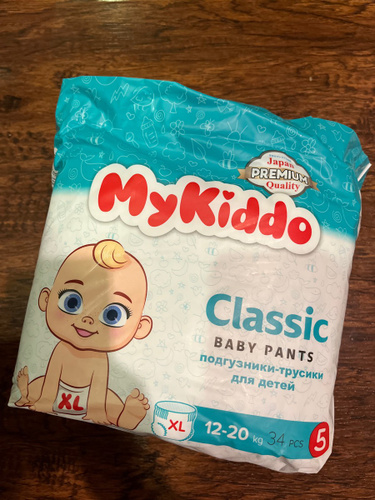 Japan
PREMIUM
Quality
MyKiddo
Classic
BABY PANTS
подгузники-трусики
для детей
XL
XL
12-20 kg 34 PCS 5